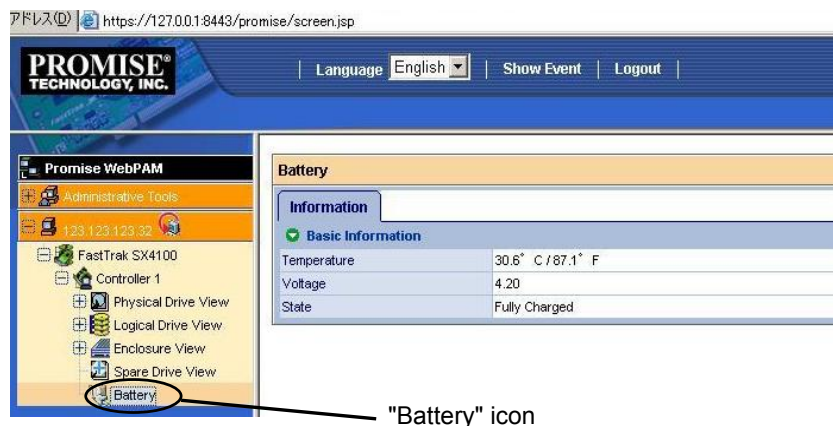 アドレス(D) https://127.0.0.1:8443/promise/screen.jsp
PROMISE®
TECHNOLOGY, INC.
| Language English | Show Event | Logout |
Promise WebPAM
Administrative Tools
123.123.123.32
FastTrak SX4100
Controller 1
Physical Drive View
Logical Drive View
Enclosure View
Spare Drive View
Battery
Battery
Information
Basic Information
Temperature 30.6° C / 87.1° F
Voltage 4.20
State Fully Charged
"Battery" icon